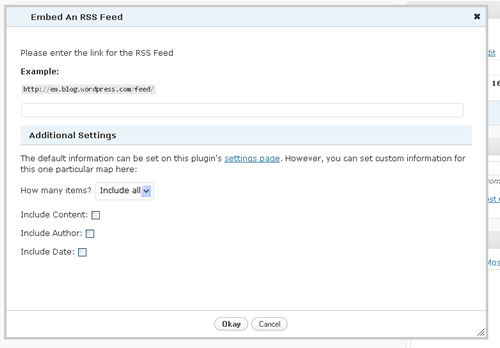 Embed An RSS Feed
Please enter the link for the RSS Feed
Example:
http://en.blog.wordpress.com/feed/
Additional Settings
The default information can be set on this plugin's settings page. However, you can set custom information for
this one particular map here:
How many items? Include all
Include Content:
Include Author:
Include Date:
Okay Cancel